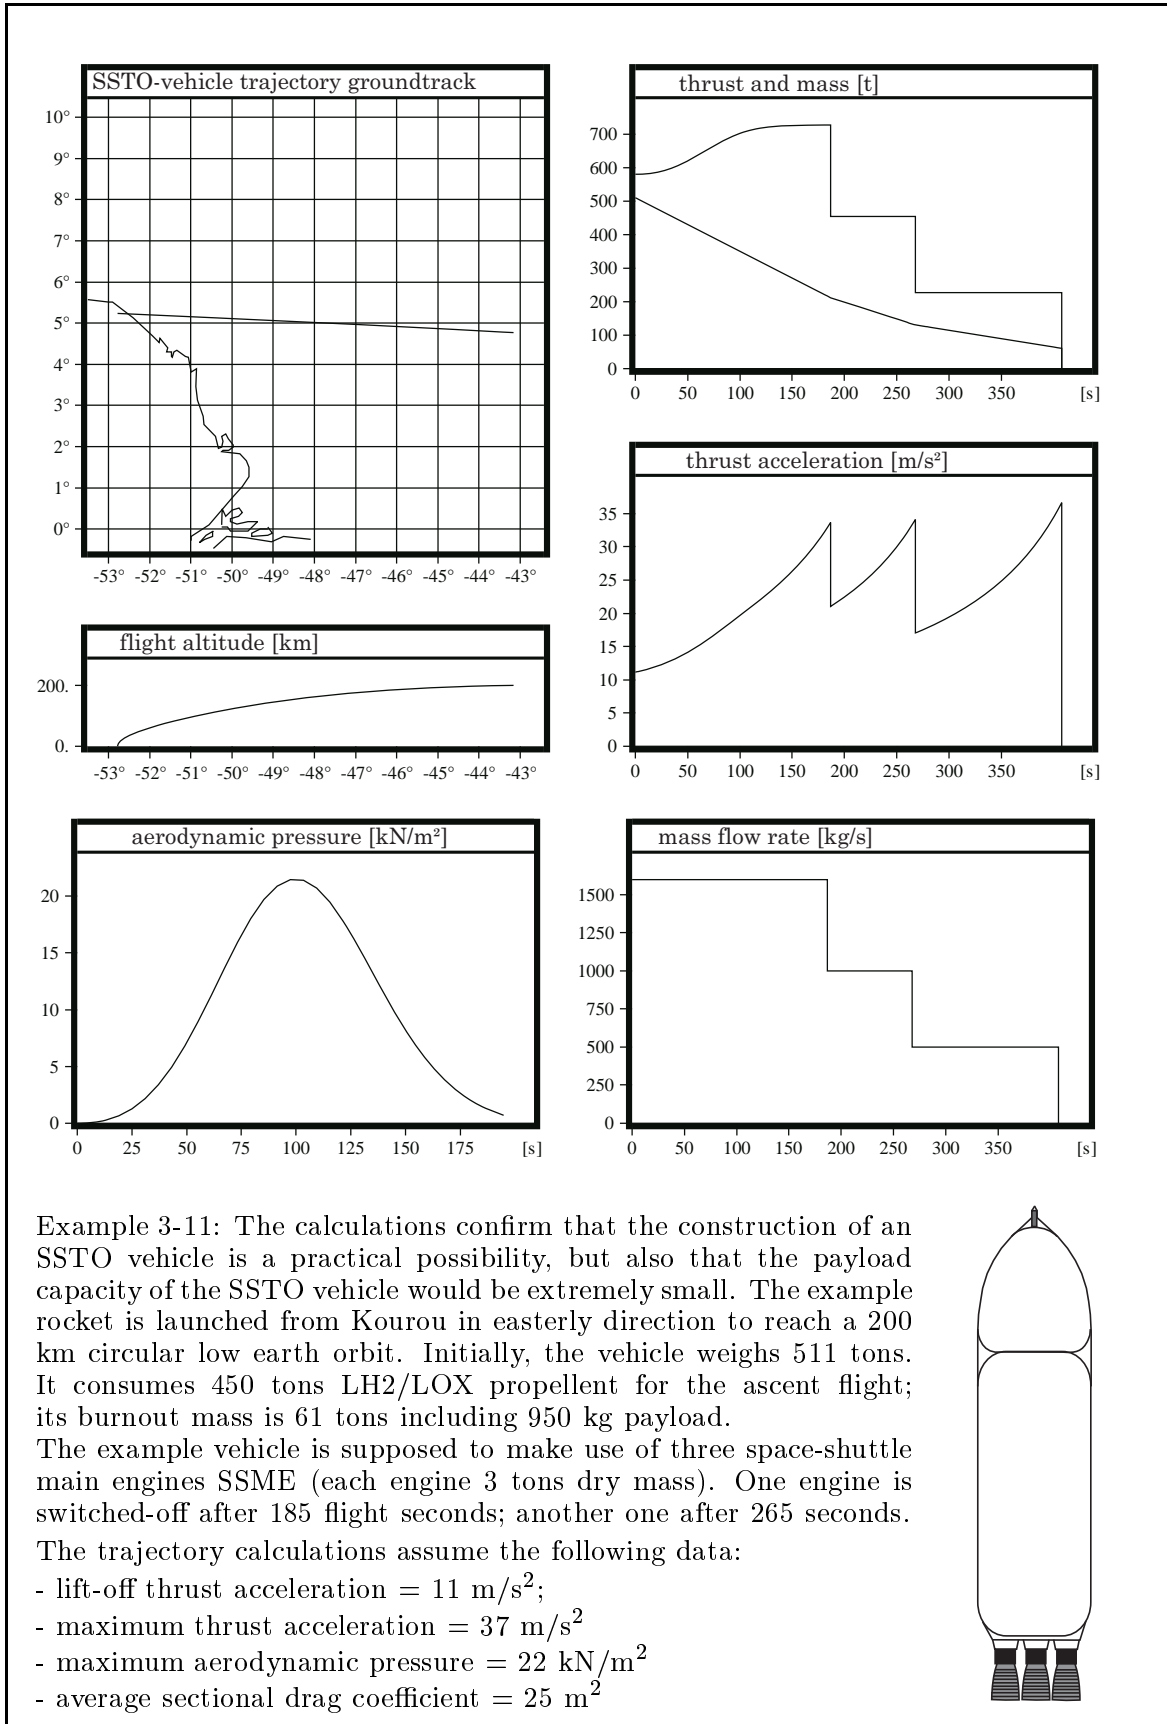 SSTO-vehicle trajectory groundtrack
10°
9°
8°
7°
6°
5°
4°
3°
2°
1°
0°
-53° -52° -51° -50° -49° -48° -47° -46° -45° -44° -43°
flight altitude [km]
200.
0.
-53° -52° -51° -50° -49° -48° -47° -46° -45° -44° -43°
aerodynamic pressure [kN/m²]
20
15
10
5
0
0 25 50 75 100 125 150 175 [s]
thrust and mass [t]
700
600
500
400
300
200
100
0
0 50 100 150 200 250 300 350 [s]
thrust acceleration [m/s²]
35
30
25
20
15
10
5
0
0 50 100 150 200 250 300 350 [s]
mass flow rate [kg/s]
1500
1250
1000
750
500
250
0
0 50 100 150 200 250 300 350 [s]
Example 3-11: The calculations confirm that the construction of an
SSTO vehicle is a practical possibility, but also that the payload
capacity of the SSTO vehicle would be extremely small. The example
rocket is launched from Kourou in easterly direction to reach a 200
km circular low earth orbit. Initially, the vehicle weighs 511 tons.
It consumes 450 tons LH2/LOX propellent for the ascent flight;
its burnout mass is 61 tons including 950 kg payload.
The example vehicle is supposed to make use of three space-shuttle
main engines SSME (each engine 3 tons dry mass). One engine is
switched-off after 185 flight seconds; another one after 265 seconds.
The trajectory calculations assume the following data:
- lift-off thrust acceleration = 11 m/s²;
- maximum thrust acceleration = 37 m/s²
- maximum aerodynamic pressure = 22 kN/m²
- average sectional drag coefficient = 25 m²